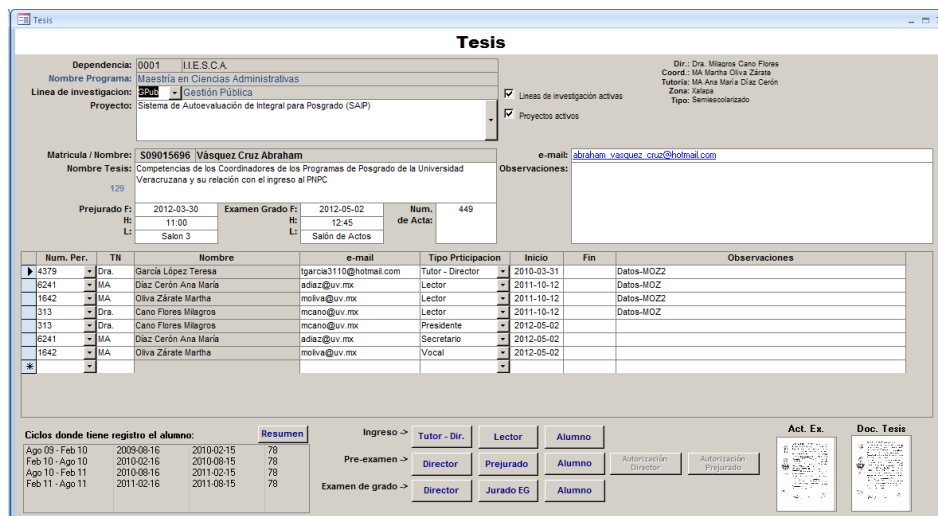 Tesis
Tesis
Dependencia: 0001 I.I.E.S.C.A.
Nombre Programa: Maestría en Ciencias Administrativas
Linea de investigacion: GPub Gestión Pública
Proyecto: Sistema de Autoevaluación de Integral para Posgrado (SAIP)
Lineas de investigación activas
Proyectos activos
Dir.: Dra. Milagros Cano Flores
Coord.: MA Martha Oliva Zárate
Tutoria: MA Ana María Díaz Cerón
Zona: Xalapa
Tipo: Semiescolarizado
Matricula / Nombre: S09015696 Vásquez Cruz Abraham
Nombre Tesis: Competencias de los Coordinadores de los Programas de Posgrado de la Universidad
Veracruzana y su relación con el ingreso al PNPC
129
e-mail: abraham_vasquez_cruz@hotmail.com
Observaciones:
Prejurado F: 2012-03-30 Examen Grado F: 2012-05-02 Num. 449
H: 11:00 H: 12:45 de Acta:
L: Salon 3 L: Salón de Actos
Num. Per. TN Nombre e-mail Tipo Prticipacion Inicio Fin Observaciones
4379 Dra. García López Teresa tgarcia3110@hotmail.com Tutor - Director 2010-03-31 Datos-MOZ2
6241 MA Díaz Cerón Ana María adiaz@uv.mx Lector 2011-10-12 Datos-MOZ
1642 MA Oliva Zárate Martha moliva@uv.mx Lector 2011-10-12 Datos-MOZ2
313 Dra. Cano Flores Milagros mcano@uv.mx Lector 2011-10-12 Datos-MOZ
313 Dra. Cano Flores Milagros mcano@uv.mx Presidente 2012-05-02
6241 MA Díaz Cerón Ana María adiaz@uv.mx Secretario 2012-05-02
1642 MA Oliva Zárate Martha moliva@uv.mx Vocal 2012-05-02
Ciclos donde tiene registro el alumno: Resumen
Ago 09 - Feb 10 2009-08-16 2010-02-15 78
Feb 10 - Ago 10 2010-02-16 2010-08-15 78
Ago 10 - Feb 11 2010-08-16 2011-02-15 78
Feb 11 - Ago 11 2011-02-16 2011-08-15 78
Ingreso -> Tutor - Dir. Lector Alumno
Pre-examen -> Director Prejurado Alumno Autorización Director Autorización Prejurado
Examen de grado -> Director Jurado EG Alumno
Act. Ex. Doc. Tesis